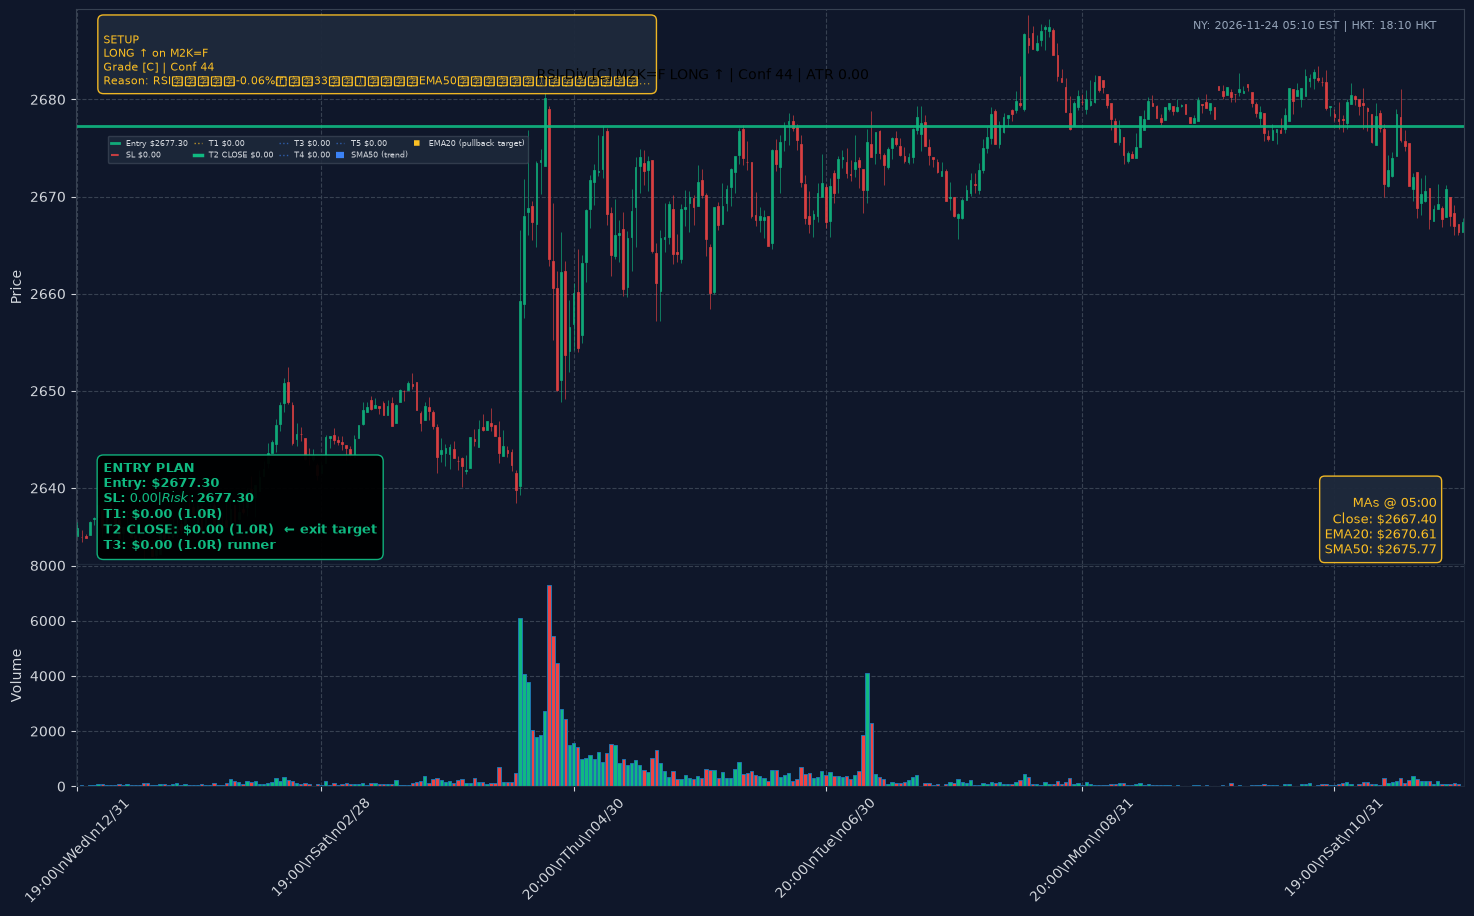 NY: 2026-11-24 05:10 EST | HKT: 18:10 HKT
SETUP
LONG ↑ on M2K=F
Grade [C] | Conf 44
Reason: RSI -0.06% 33 EMA50 ...
RSI-Div [C] M2K=F LONG ↑ | Conf 44 | ATR 0.00
Entry $2677.30
SL $0.00
T1 $0.00
T2 CLOSE $0.00
T3 $0.00
T4 $0.00
T5 $0.00
SMA50 (trend)
EMA20 (pullback target)
Price
2680
2670
2660
2650
2640
ENTRY PLAN
Entry: $2677.30
SL: 0.00|Risk:2677.30
T1: $0.00 (1.0R)
T2 CLOSE: $0.00 (1.0R) ← exit target
T3: $0.00 (1.0R) runner
MAs @ 05:00
Close: $2667.40
EMA20: $2670.61
SMA50: $2675.77
Volume
8000
6000
4000
2000
0
19:00\nWed\n12/31
19:00\nSat\n02/28
20:00\nThu\n04/30
20:00\nTue\n06/30
20:00\nMon\n08/31
19:00\nSat\n10/31